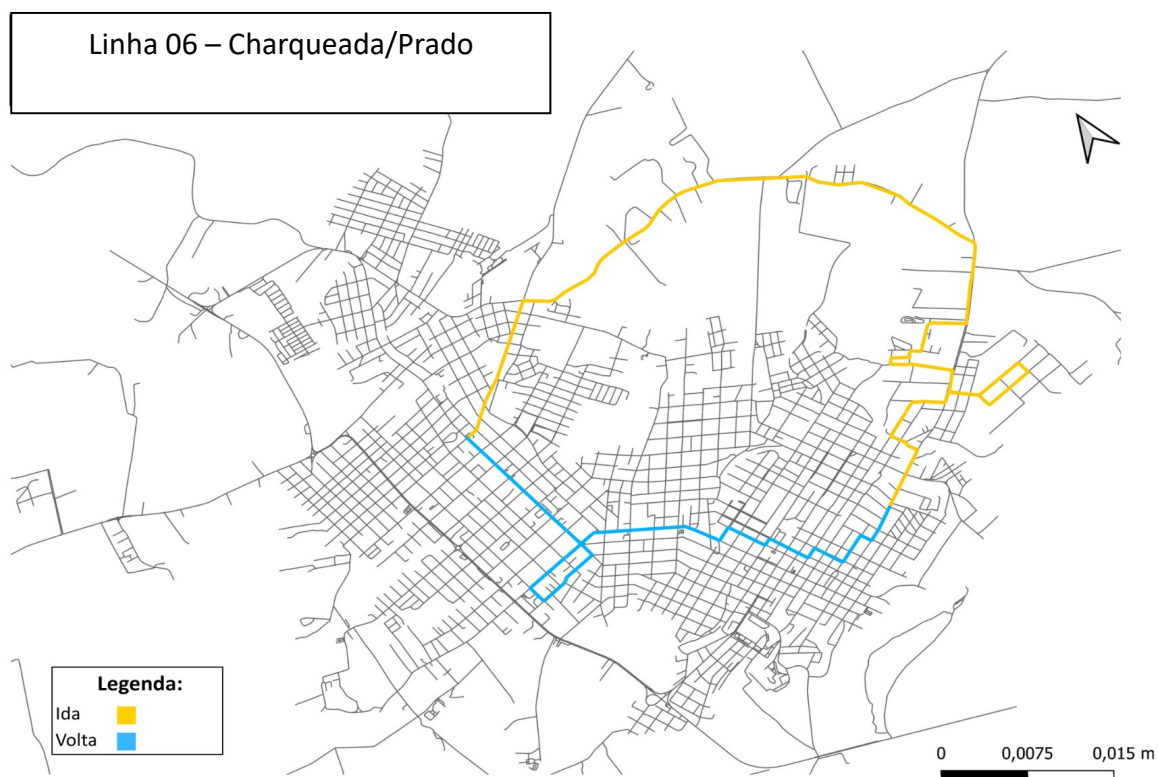 Linha 06 – Charqueada/Prado
Legenda:
Ida
Volta
0 0,0075 0,015 m